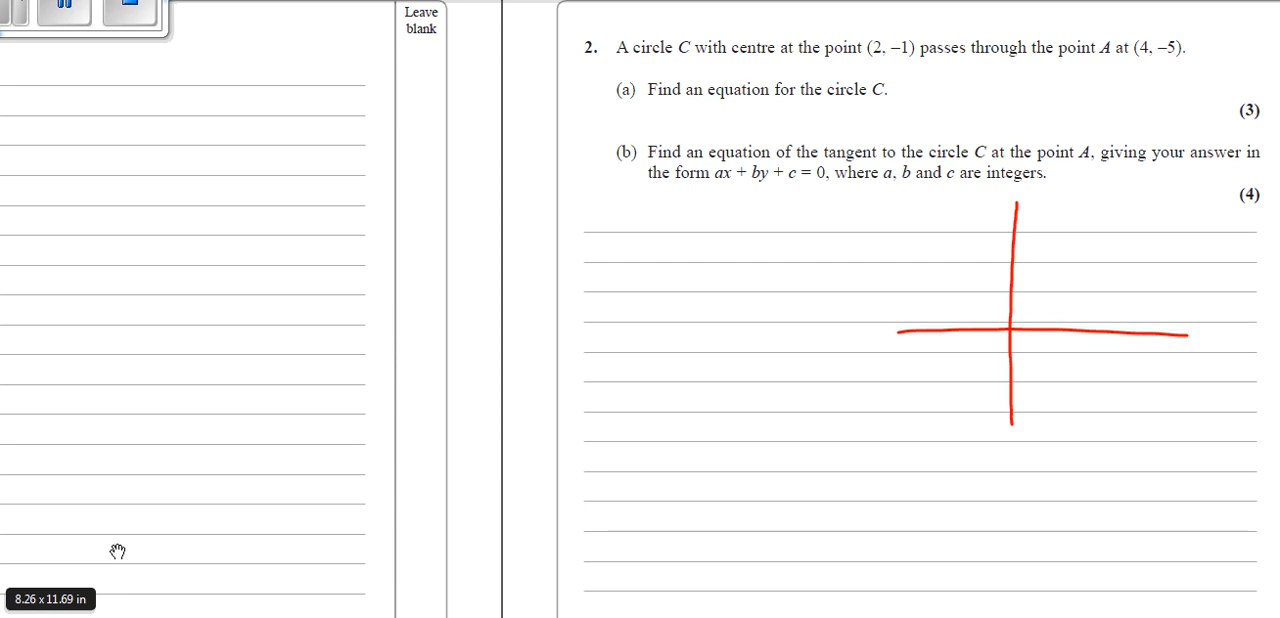 Leave
blank
2. A circle C with centre at the point (2, –1) passes through the point A at (4, –5).
(a) Find an equation for the circle C.
(3)
(b) Find an equation of the tangent to the circle C at the point A, giving your answer in
the form ax + by + c = 0, where a, b and c are integers.
(4)
8.26 x 11.69 in